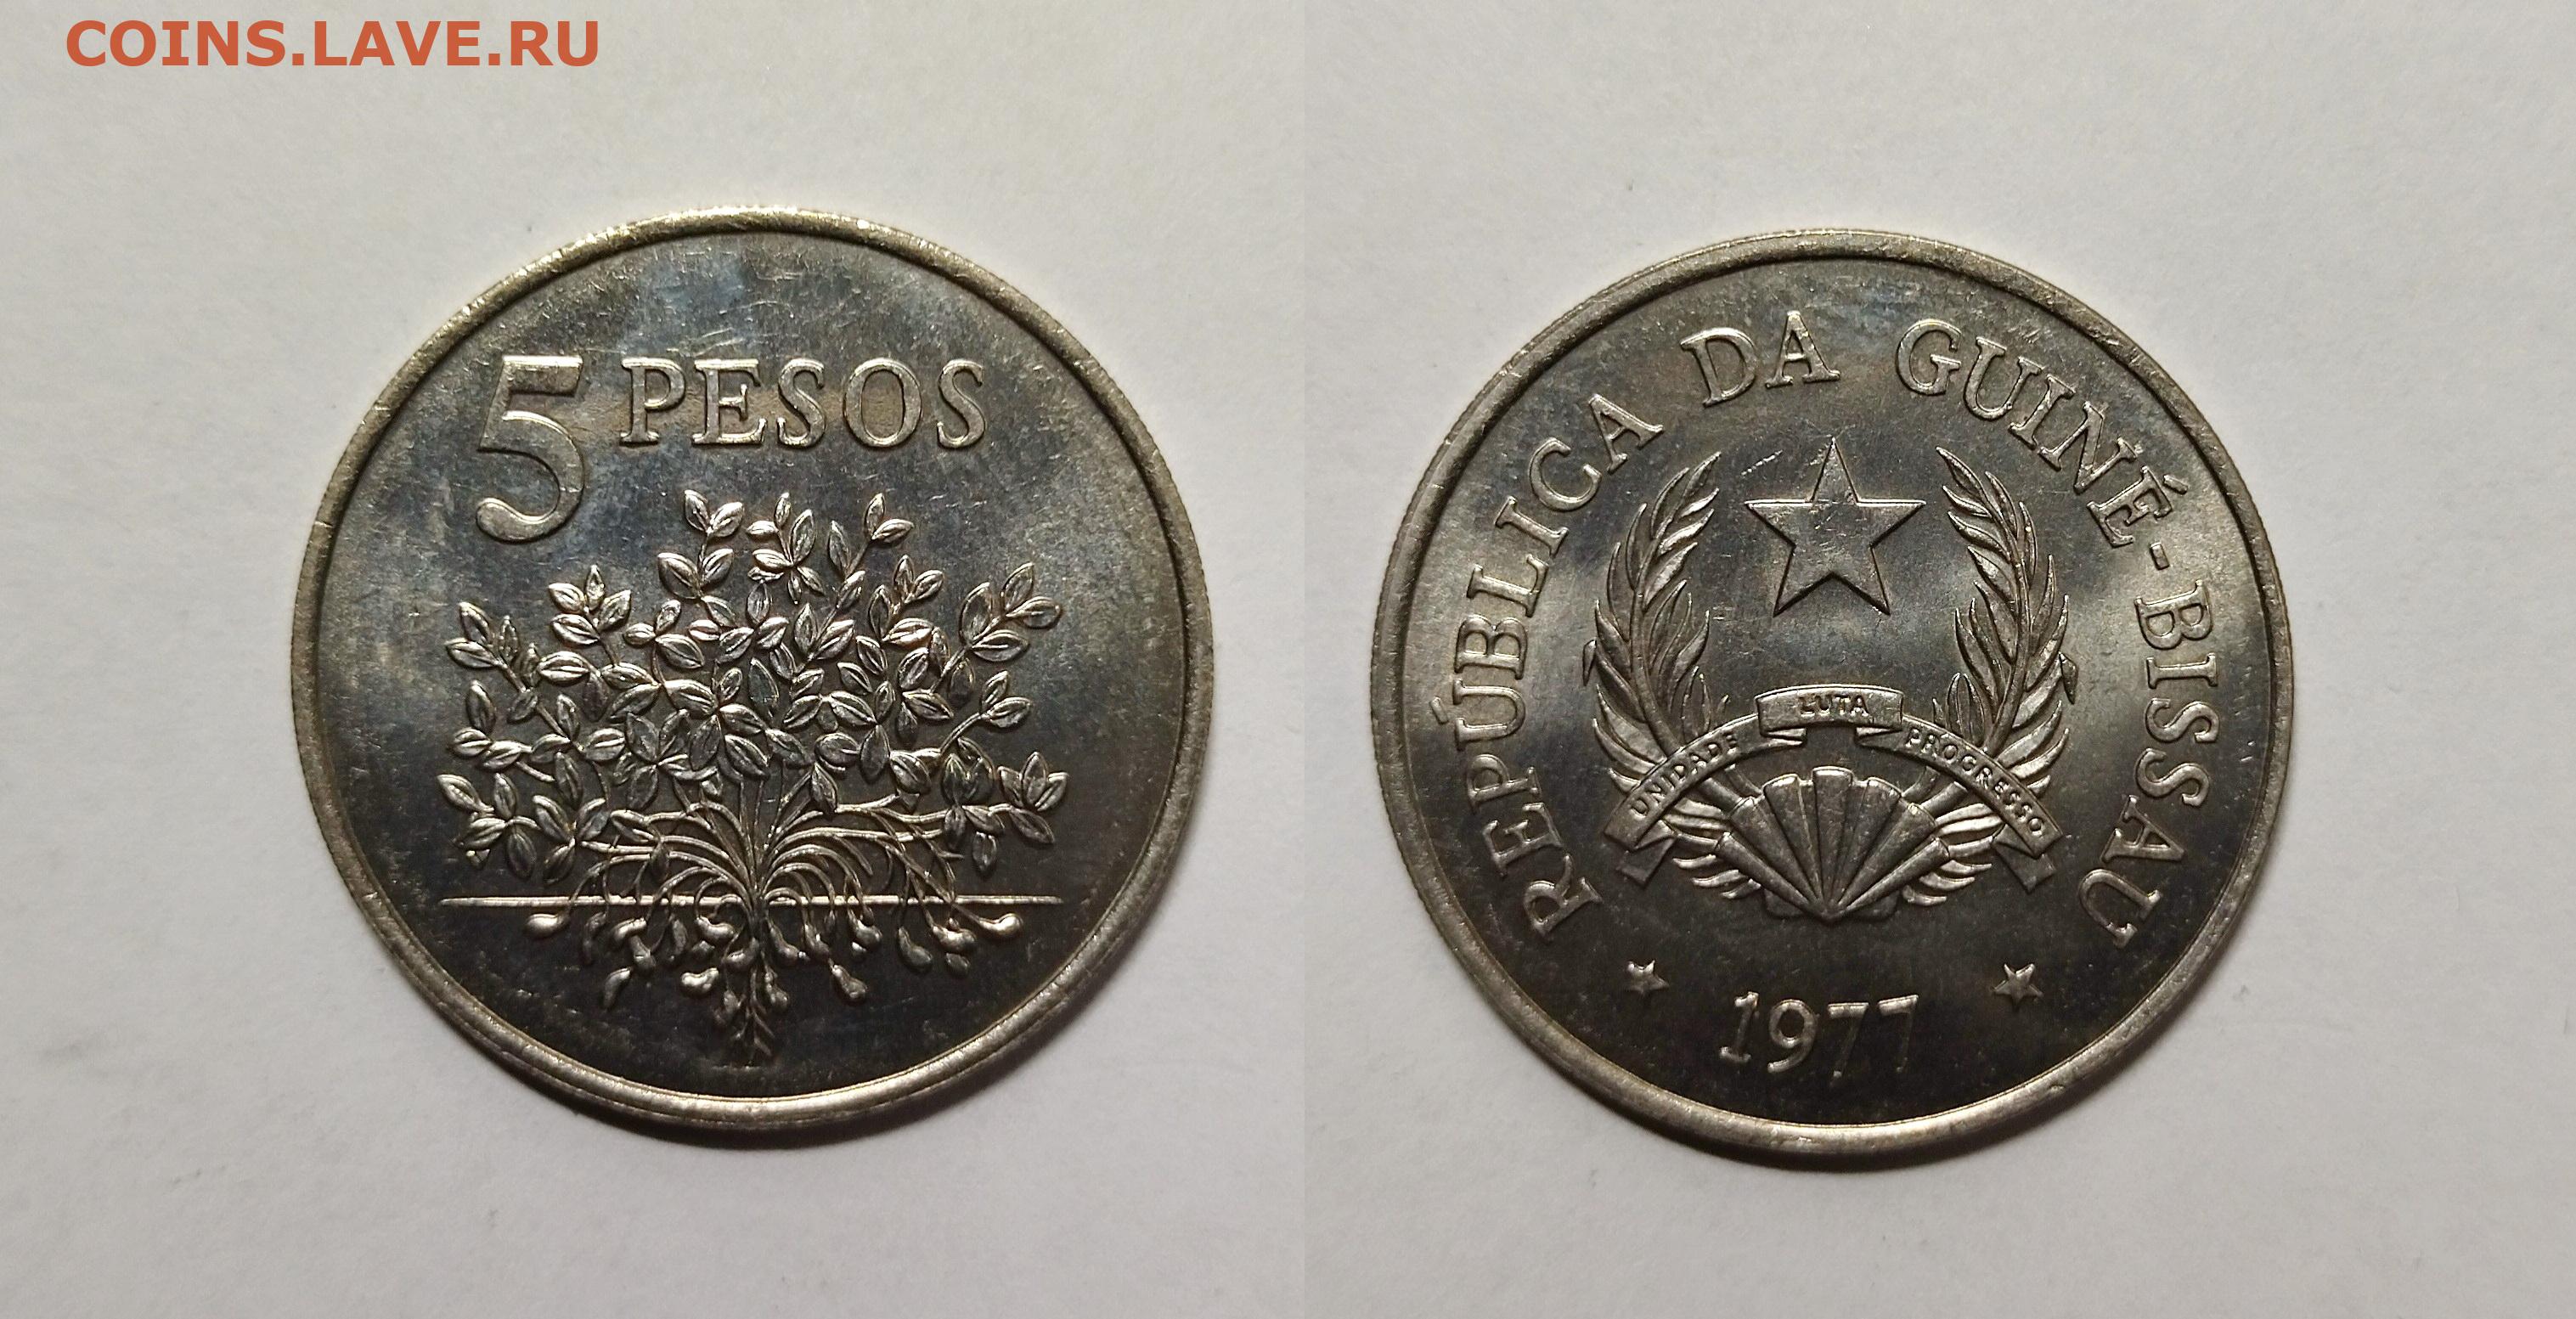 COINS.LAVE.RU
5 PESOS
REPÚBLICA DA GUINÉ-BISSAU
LUTA
UNIDADE PROGRESSO
1977